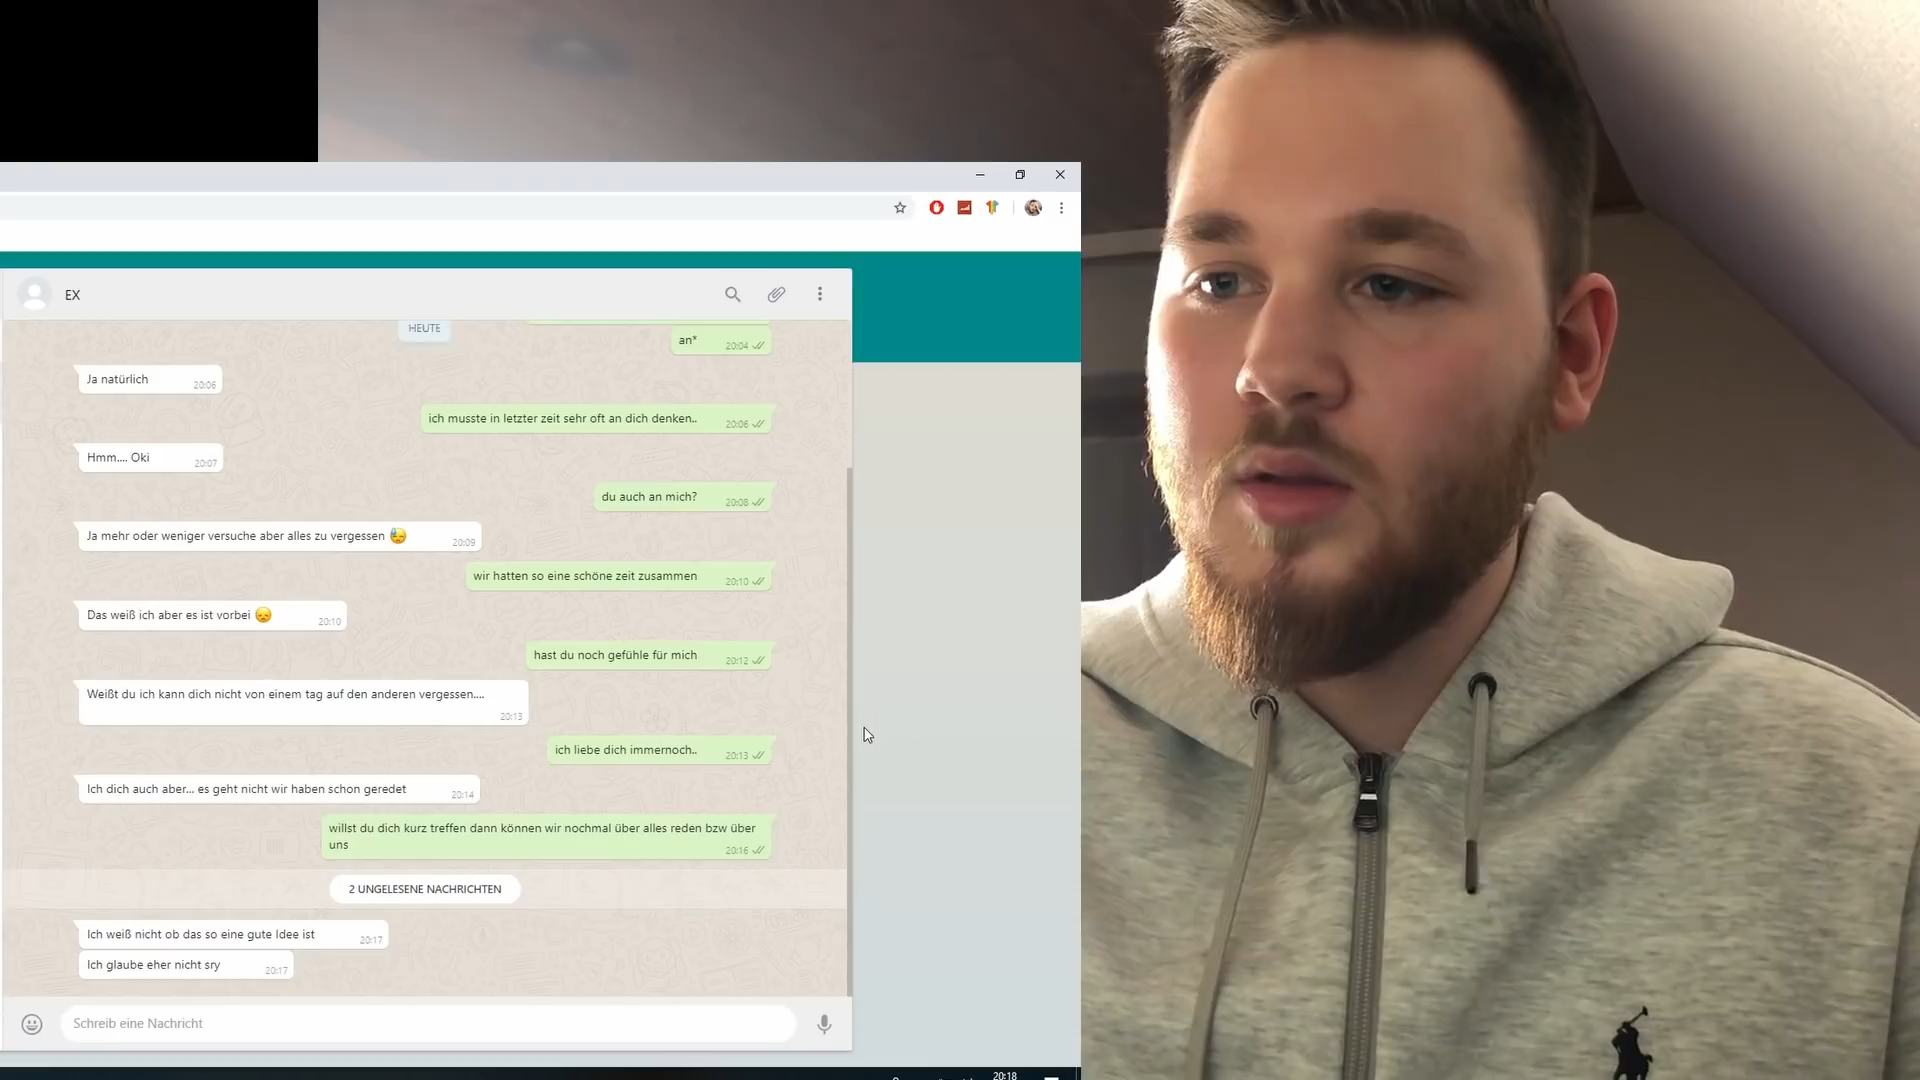 EX
HEUTE
an*
20:04
Ja natürlich
20:06
ich musste in letzter zeit sehr oft an dich denken..
20:06
Hmm.... Oki
20:07
du auch an mich?
20:08
Ja mehr oder weniger versuche aber alles zu vergessen
20:09
wir hatten so eine schöne zeit zusammen
20:10
Das weiß ich aber es ist vorbei
20:10
hast du noch gefühle für mich
20:12
Weißt du ich kann dich nicht von einem tag auf den anderen vergessen....
20:13
ich liebe dich immernoch..
20:13
Ich dich auch aber... es geht nicht wir haben schon geredet
20:14
willst du dich kurz treffen dann können wir nochmal über alles reden bzw über
uns
20:16
2 UNGELESENE NACHRICHTEN
Ich weiß nicht ob das so eine gute Idee ist
20:17
Ich glaube eher nicht sry
20:17
Schreib eine Nachricht
20:18